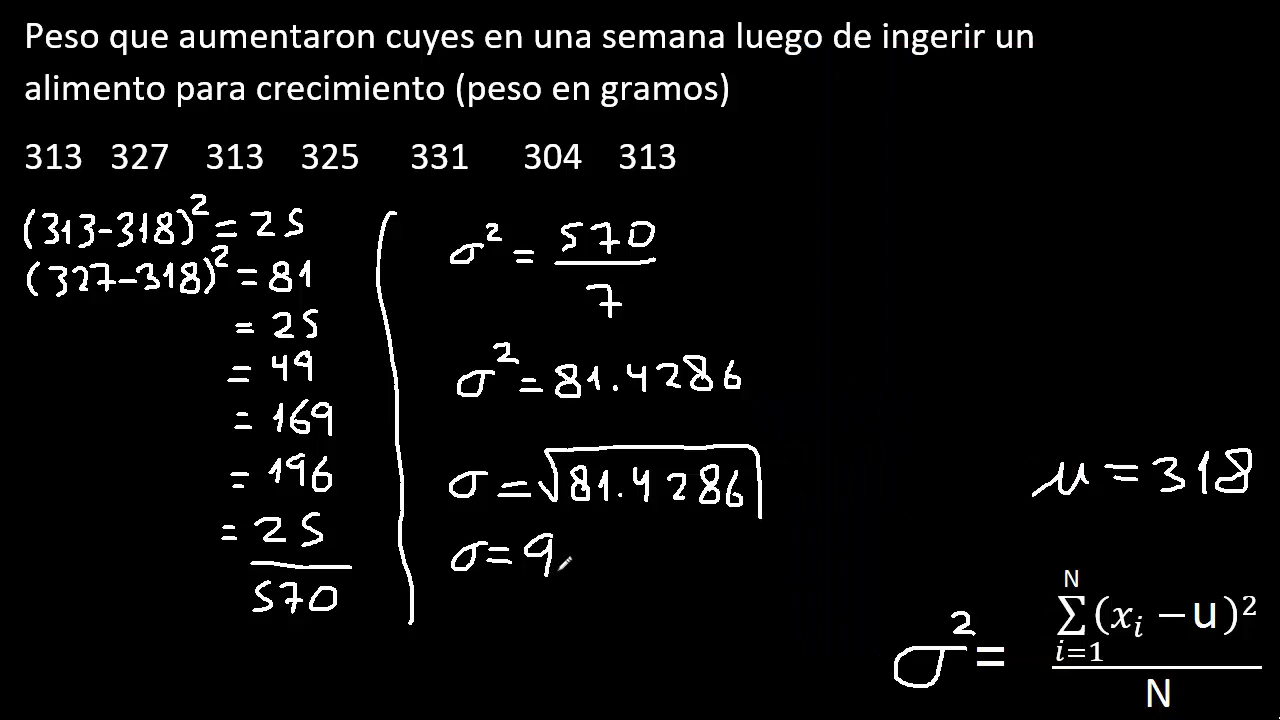 Peso que aumentaron cuyes en una semana luego de ingerir un
alimento para crecimiento (peso en gramos)
313 327 313 325 331 304 313
(313-318)² = 25
(327-318)² = 81
= 25
= 49
= 169
= 196
= 25
570
σ² = 570
7
σ² = 81.4286
σ = √81.4286
σ = 9
μ = 318
σ² =
N
∑(xᵢ − u)²
i=1
N